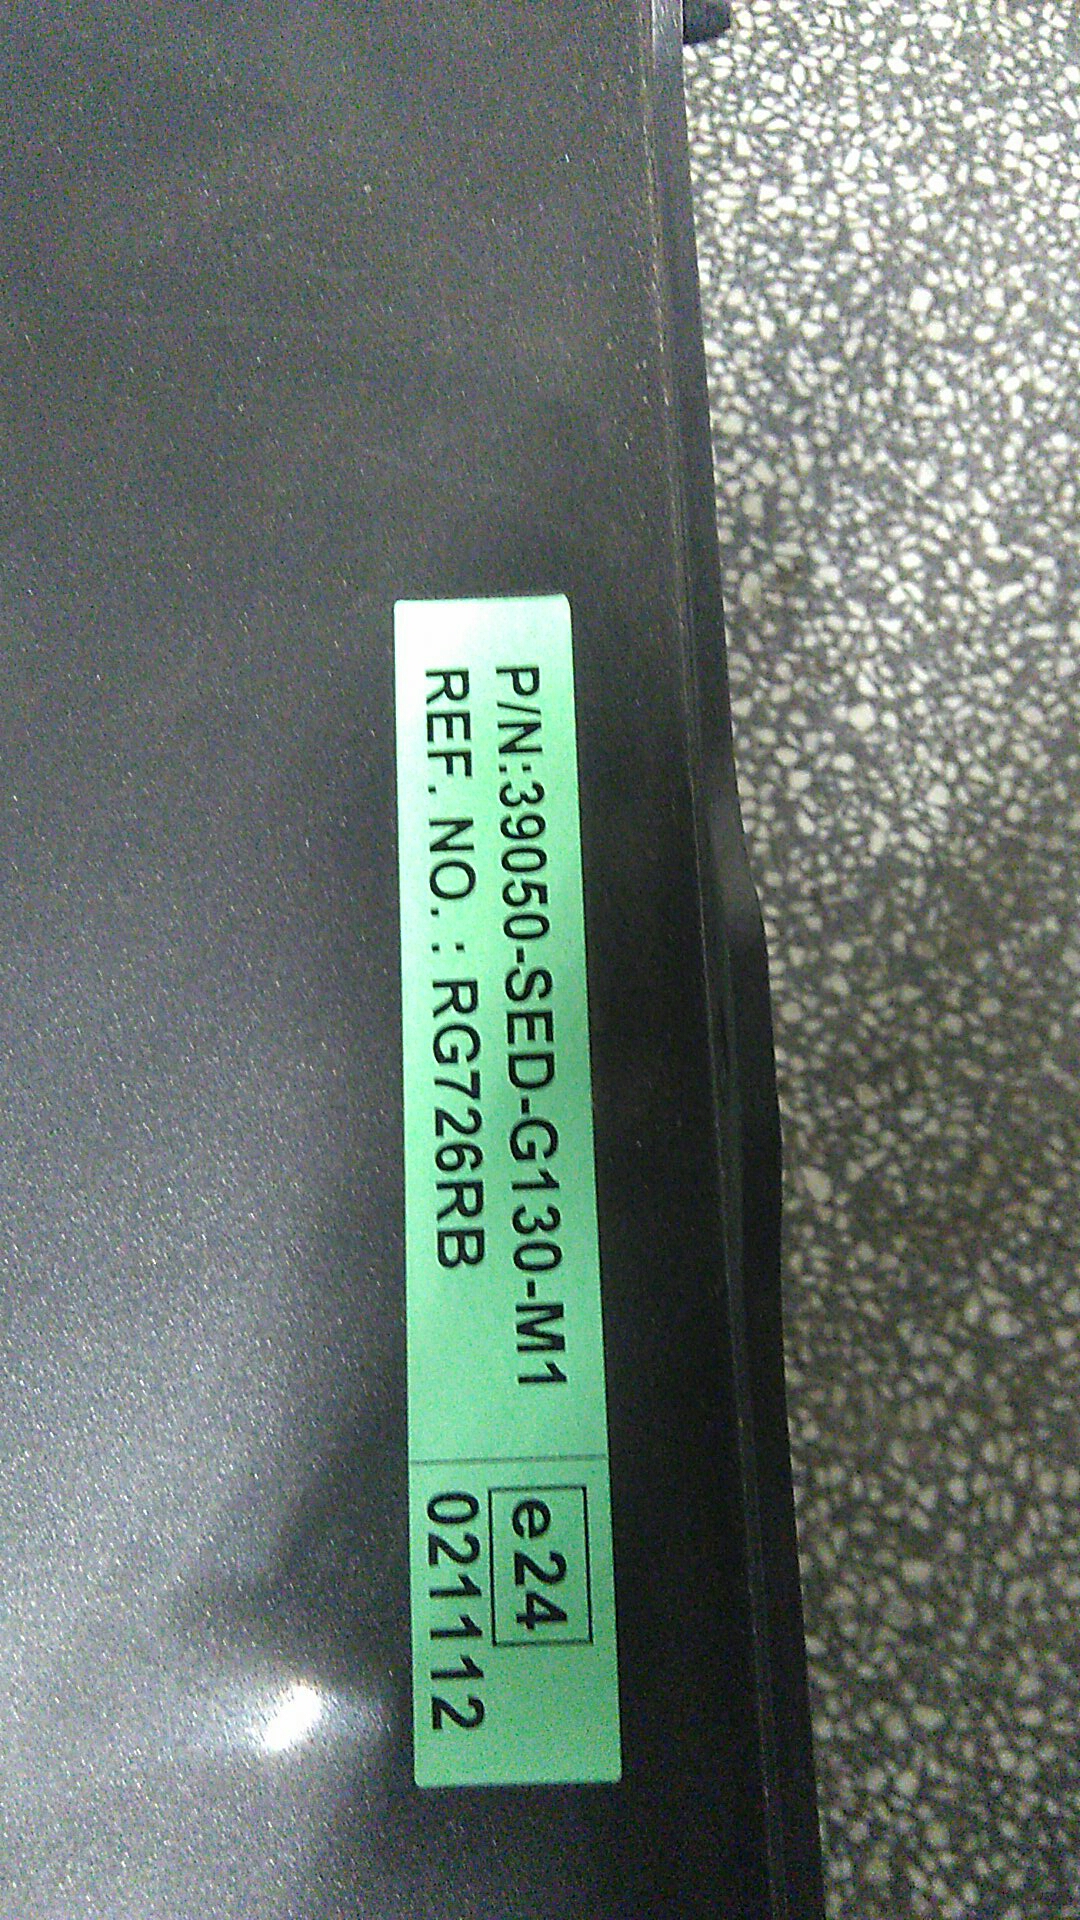 P/N:39050-SED-G130-M1
REF. NO. : RG726RB
e24
021112